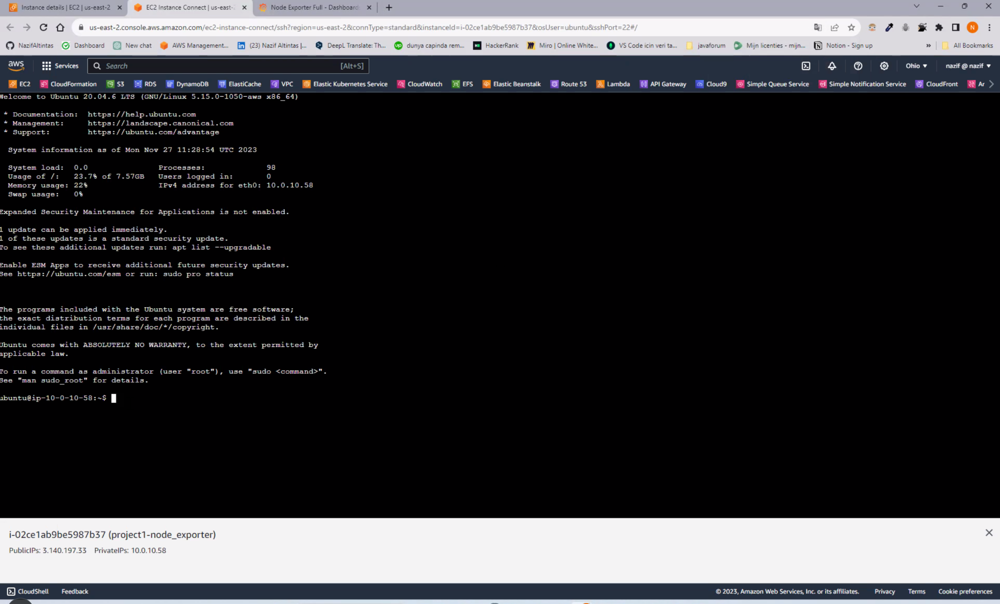 Instance details | EC2 | us-east-2
EC2 Instance Connect | us-east-
Node Exporter Full - Dashboard
us-east-2.console.aws.amazon.com/ec2-instance-connect/ssh?region=us-east-2&connType=standard&instanceId=i-02ce1ab9be5987b37&osUser=ubuntu&sshPort=22#/
N
NazifAltintas
Dashboard
New chat
AWS Management...
(23) Nazif Altintas |...
DeepL Translate: Th...
dunya capinda rem...
HackerRank
Miro | Online White...
VS Code icin veri ta...
javaforum
Mijn licenties - mijn...
Notion - Sign up
» All Bookmarks
aws
Services
Search
[Alt+S]
Ohio
nazif @ nazif
EC2
CloudFormation
S3
RDS
DynamoDB
ElastiCache
VPC
Elastic Kubernetes Service
CloudWatch
EFS
Elastic Beanstalk
Route 53
Lambda
API Gateway
Cloud9
Simple Queue Service
Simple Notification Service
CloudFront
Ar
Welcome to Ubuntu 20.04.6 LTS (GNU/Linux 5.15.0-1050-aws x86_64)
* Documentation: https://help.ubuntu.com
* Management: https://landscape.canonical.com
* Support: https://ubuntu.com/advantage
System information as of Mon Nov 27 11:28:54 UTC 2023
System load: 0.0 Processes: 98
Usage of /: 23.7% of 7.57GB Users logged in: 0
Memory usage: 22% IPv4 address for eth0: 10.0.10.58
Swap usage: 0%
Expanded Security Maintenance for Applications is not enabled.
1 update can be applied immediately.
1 of these updates is a standard security update.
To see these additional updates run: apt list --upgradable
Enable ESM Apps to receive additional future security updates.
See https://ubuntu.com/esm or run: sudo pro status
The programs included with the Ubuntu system are free software;
the exact distribution terms for each program are described in the
individual files in /usr/share/doc/*/copyright.
Ubuntu comes with ABSOLUTELY NO WARRANTY, to the extent permitted by
applicable law.
To run a command as administrator (user "root"), use "sudo <command>".
See "man sudo_root" for details.
ubuntu@ip-10-0-10-58:~$
i-02ce1ab9be5987b37 (project1-node_exporter)
PublicIPs: 3.140.197.33 PrivateIPs: 10.0.10.58
CloudShell
Feedback
© 2023, Amazon Web Services, Inc. or its affiliates.
Privacy
Terms
Cookie preferences